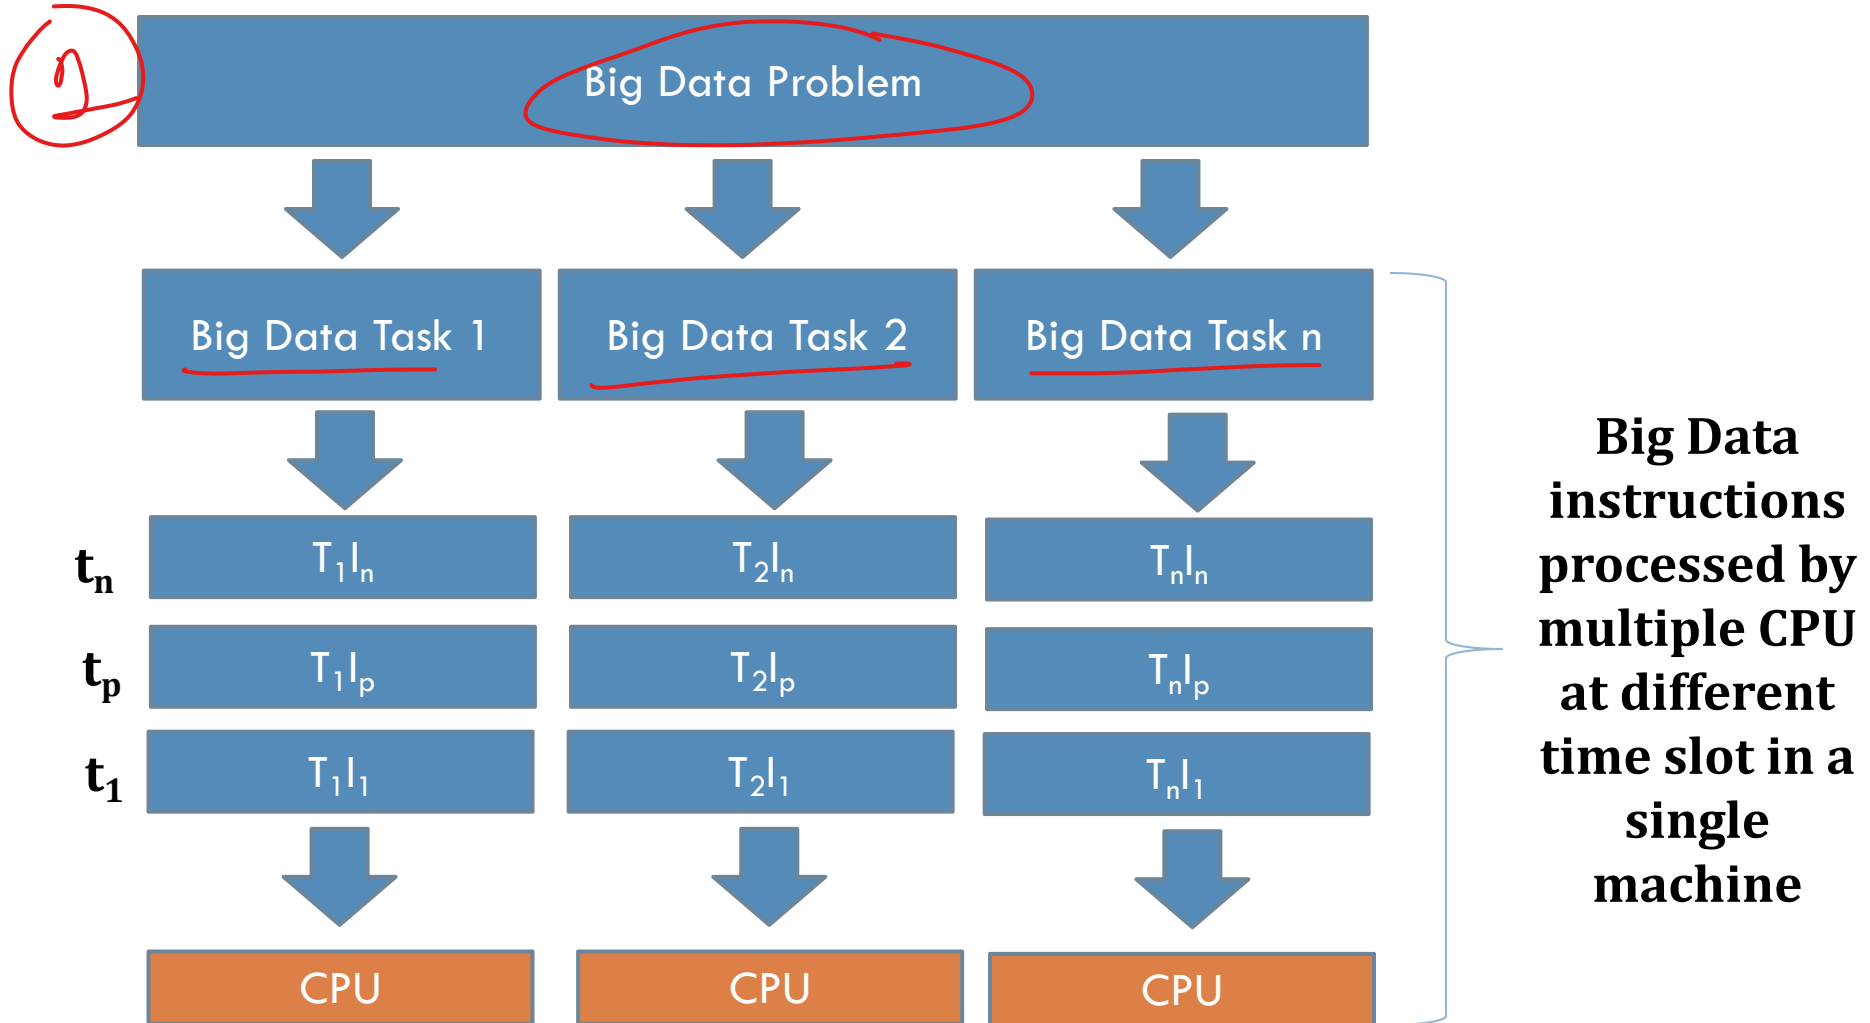 Big Data Problem
Big Data Task 1
Big Data Task 2
Big Data Task n
tₙ
T₁Iₙ
T₂Iₙ
TₙIₙ
tₚ
T₁Iₚ
T₂Iₚ
TₙIₚ
t₁
T₁I₁
T₂I₁
TₙI₁
CPU
CPU
CPU
Big Data
instructions
processed by
multiple CPU
at different
time slot in a
single
machine